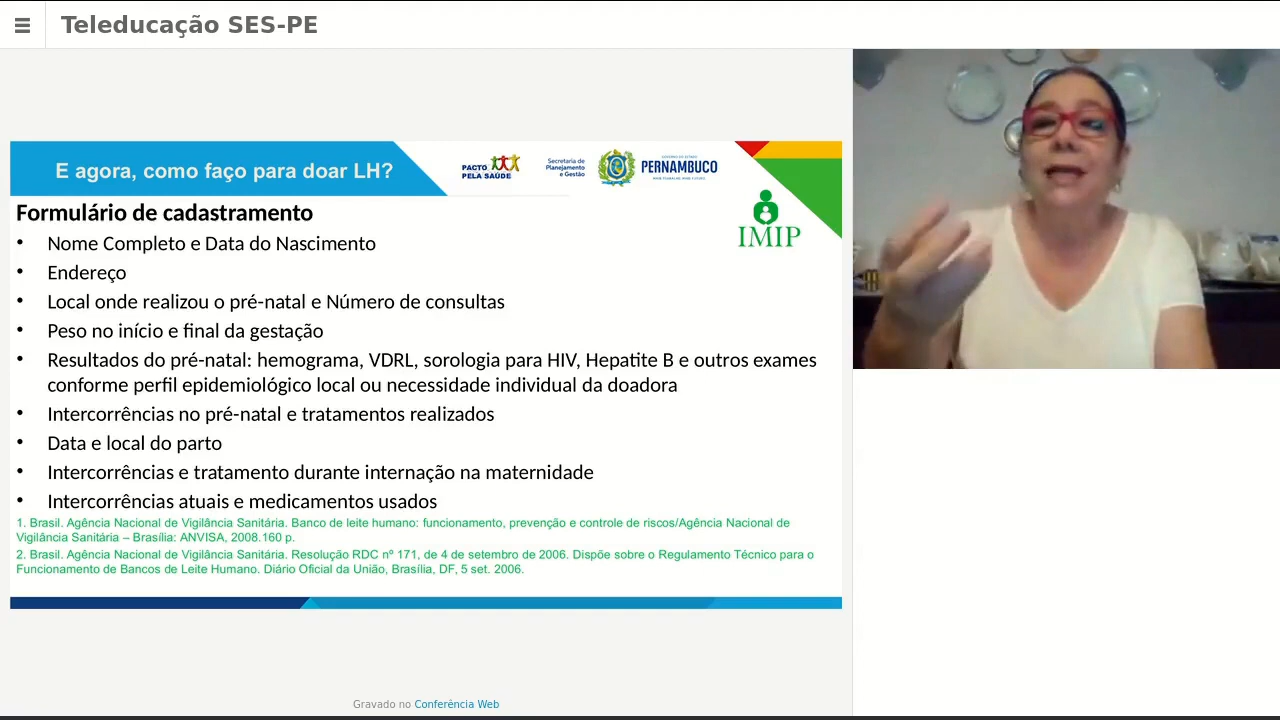 Teleducação SES-PE
E agora, como faço para doar LH?
PACTO
PELA SAÚDE
Secretaria de
Planejamento
e Gestão
GOVERNO DO ESTADO
PERNAMBUCO
IMIP
Formulário de cadastramento
• Nome Completo e Data do Nascimento
• Endereço
• Local onde realizou o pré-natal e Número de consultas
• Peso no início e final da gestação
• Resultados do pré-natal: hemograma, VDRL, sorologia para HIV, Hepatite B e outros exames
conforme perfil epidemiológico local ou necessidade individual da doadora
• Intercorrências no pré-natal e tratamentos realizados
• Data e local do parto
• Intercorrências e tratamento durante internação na maternidade
• Intercorrências atuais e medicamentos usados
1. Brasil. Agência Nacional de Vigilância Sanitária. Banco de leite humano: funcionamento, prevenção e controle de riscos/Agência Nacional de
Vigilância Sanitária – Brasília: ANVISA, 2008.160 p.
2. Brasil. Agência Nacional de Vigilância Sanitária. Resolução RDC nº 171, de 4 de setembro de 2006. Dispõe sobre o Regulamento Técnico para o
Funcionamento de Bancos de Leite Humano. Diário Oficial da União, Brasília, DF, 5 set. 2006.
Gravado no Conferência Web